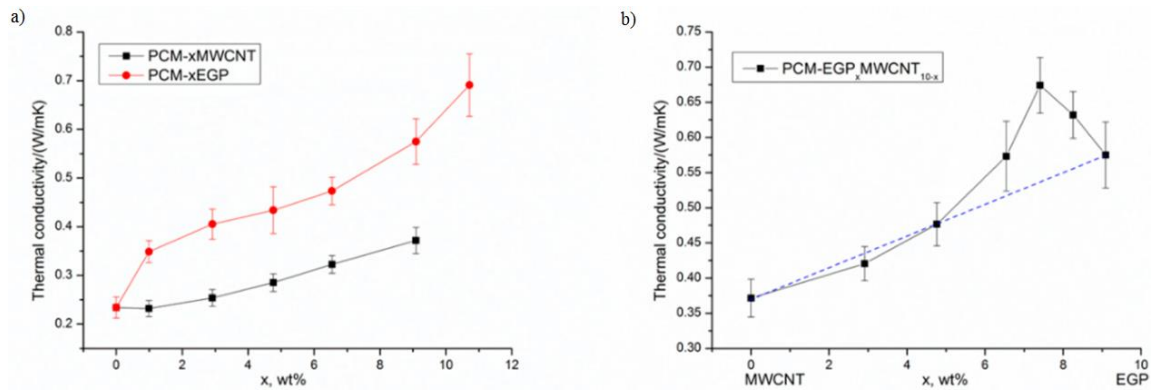 a)
0.8
0.7
0.6
0.5
0.4
0.3
0.2
Thermal conductivity/(W/mK)
PCM-xMWCNT
PCM-xEGP
0 2 4 6 8 10 12
x, wt%
b)
0.75
0.70
0.65
0.60
0.55
0.50
0.45
0.40
0.35
0.30
Thermal conductivity/(W/mK)
PCM-EGPₓMWCNT₁₀₋ₓ
0 2 4 6 8 10
MWCNT x, wt% EGP